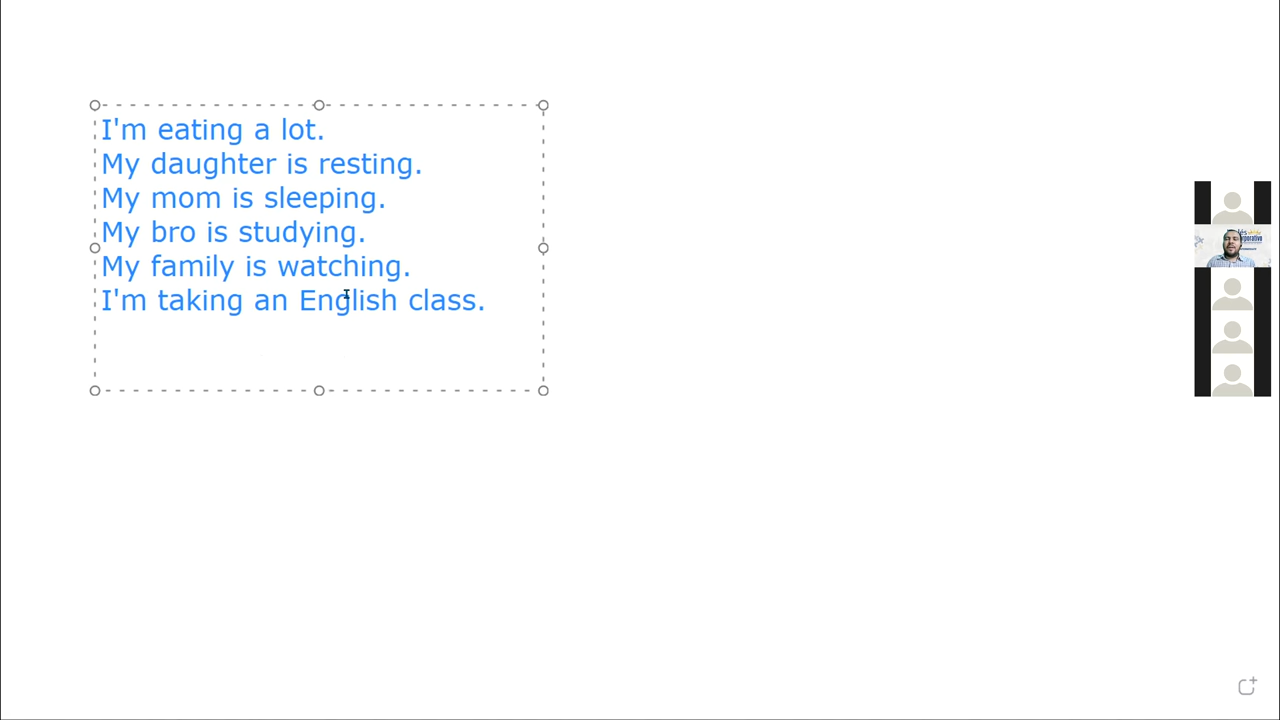 I'm eating a lot.
My daughter is resting.
My mom is sleeping.
My bro is studying.
My family is watching.
I'm taking an English class.